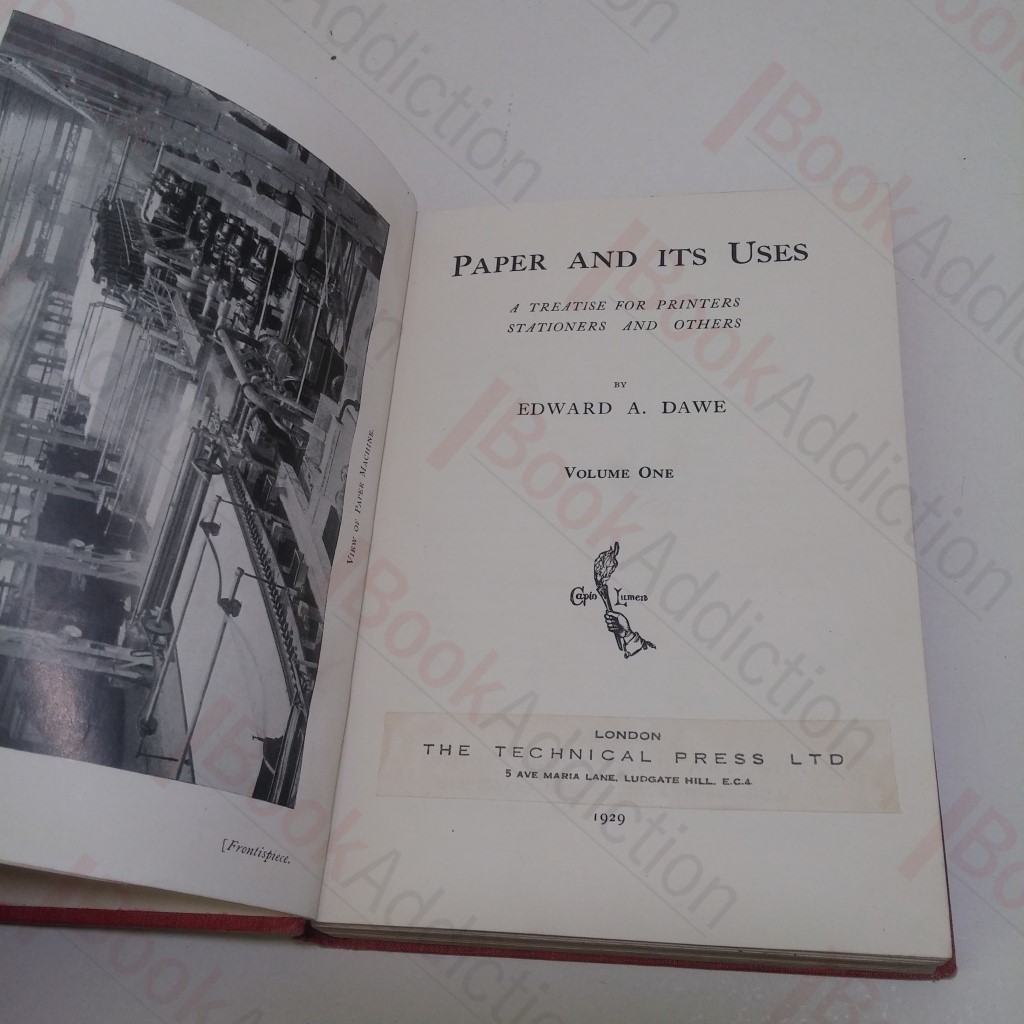 VIEW OF PAPER MACHINE.
[Frontispiece.
PAPER AND ITS USES
A TREATISE FOR PRINTERS
STATIONERS AND OTHERS
BY
EDWARD A. DAWE
VOLUME ONE
Capio Lumen
LONDON
THE TECHNICAL PRESS LTD
5 AVE MARIA LANE, LUDGATE HILL, E.C.4.
1929
BookAddiction